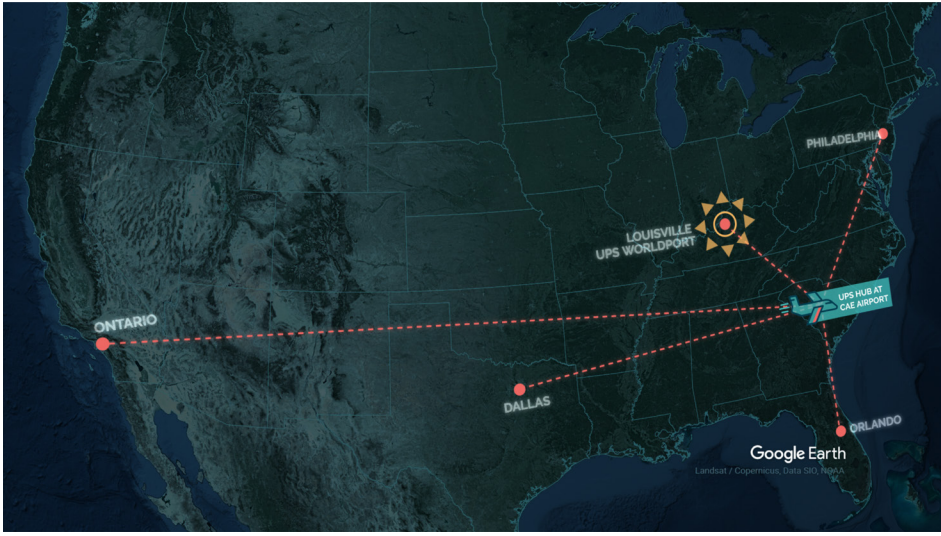 PHILADELPHIA
LOUISVILLE
UPS WORLDPORT
UPS HUB AT
CAE AIRPORT
ONTARIO
DALLAS
ORLANDO
Google Earth
Landsat / Copernicus, Data SIO, NOAA